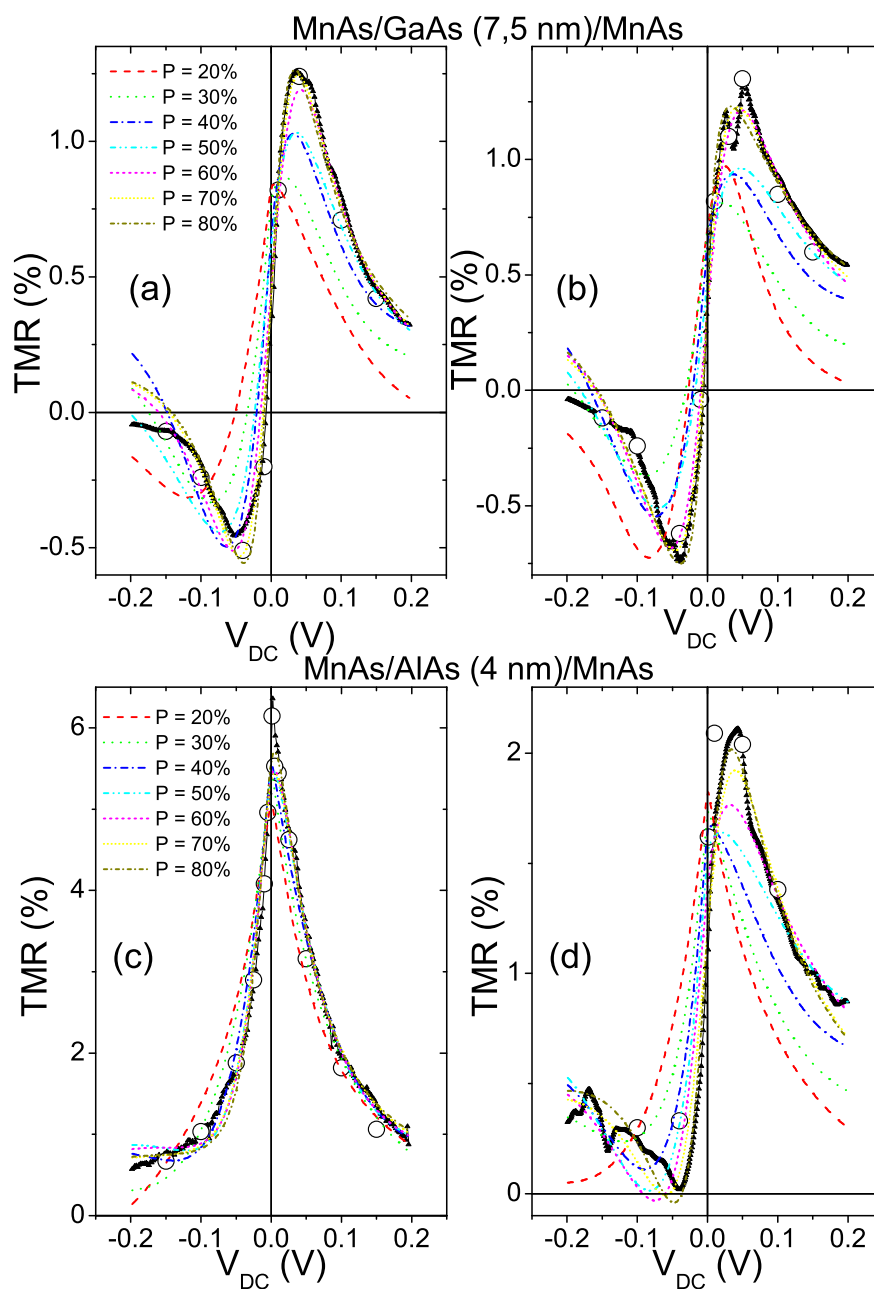 MnAs/GaAs (7,5 nm)/MnAs
P = 20%
P = 30%
P = 40%
P = 50%
P = 60%
P = 70%
P = 80%
1.0
0.5
0.0
-0.5
TMR (%)
(a)
-0.2 -0.1 0.0 0.1 0.2
V_DC (V)
1.0
0.5
0.0
-0.5
TMR (%)
(b)
-0.2 -0.1 0.0 0.1 0.2
V_DC (V)
MnAs/AlAs (4 nm)/MnAs
P = 20%
P = 30%
P = 40%
P = 50%
P = 60%
P = 70%
P = 80%
6
4
2
0
TMR (%)
(c)
-0.2 -0.1 0.0 0.1 0.2
V_DC (V)
2
1
0
TMR (%)
(d)
-0.2 -0.1 0.0 0.1 0.2
V_DC (V)